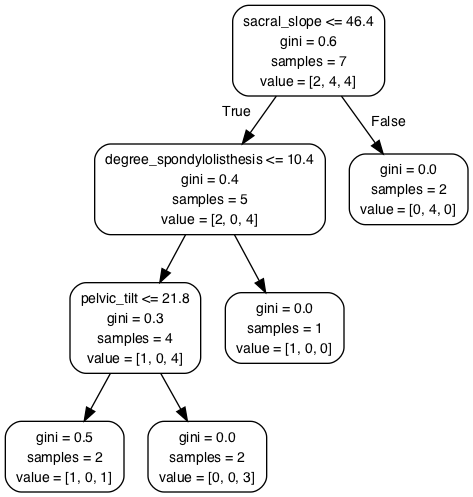 sacral_slope <= 46.4
gini = 0.6
samples = 7
value = [2, 4, 4]
True
False
degree_spondylolisthesis <= 10.4
gini = 0.4
samples = 5
value = [2, 0, 4]
gini = 0.0
samples = 2
value = [0, 4, 0]
pelvic_tilt <= 21.8
gini = 0.3
samples = 4
value = [1, 0, 4]
gini = 0.0
samples = 1
value = [1, 0, 0]
gini = 0.5
samples = 2
value = [1, 0, 1]
gini = 0.0
samples = 2
value = [0, 0, 3]